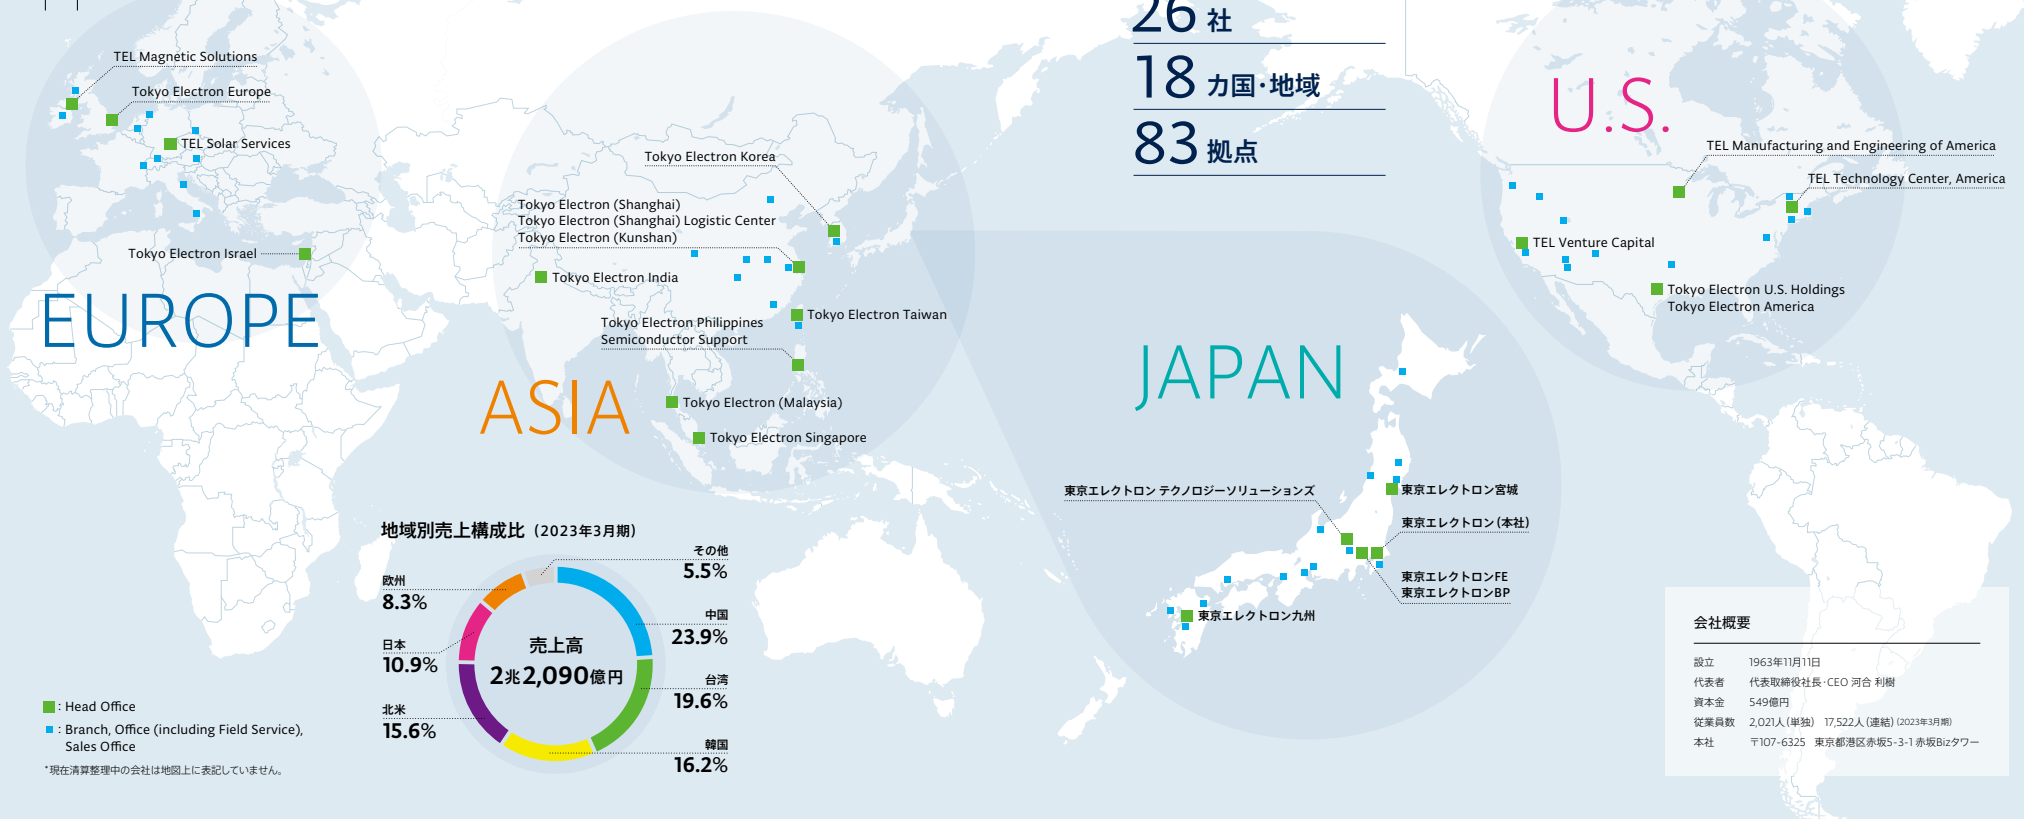 26 社
18 カ国・地域
83 拠点
EUROPE
TEL Magnetic Solutions
Tokyo Electron Europe
TEL Solar Services
Tokyo Electron Israel
ASIA
Tokyo Electron Korea
Tokyo Electron (Shanghai)
Tokyo Electron (Shanghai) Logistic Center
Tokyo Electron (Kunshan)
Tokyo Electron India
Tokyo Electron Taiwan
Tokyo Electron Philippines
Semiconductor Support
Tokyo Electron (Malaysia)
Tokyo Electron Singapore
U.S.
TEL Manufacturing and Engineering of America
TEL Technology Center, America
TEL Venture Capital
Tokyo Electron U.S. Holdings
Tokyo Electron America
JAPAN
東京エレクトロン テクノロジーソリューションズ
東京エレクトロン宮城
東京エレクトロン（本社）
東京エレクトロンFE
東京エレクトロンBP
東京エレクトロン九州
地域別売上構成比（2023年3月期）
その他
5.5%
中国
23.9%
台湾
19.6%
韓国
16.2%
北米
15.6%
日本
10.9%
欧州
8.3%
売上高
2兆2,090億円
: Head Office
: Branch, Office (including Field Service),
Sales Office
*現在清算整理中の会社は地図上に表記していません。
会社概要
設立 1963年11月11日
代表者 代表取締役社長・CEO 河合 利樹
資本金 549億円
従業員数 2,021人（単独） 17,522人（連結）（2023年3月期）
本社 〒107-6325 東京都港区赤坂5-3-1 赤坂Bizタワー